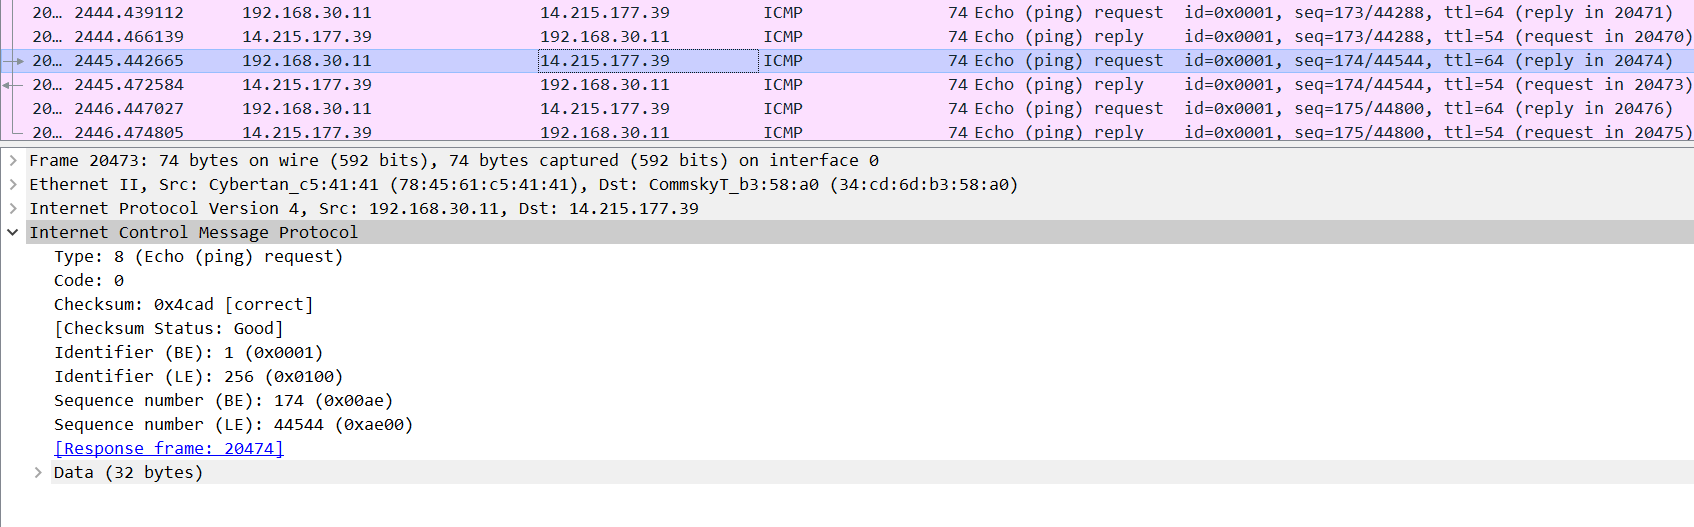 20… 2444.439112 192.168.30.11 14.215.177.39 ICMP 74 Echo (ping) request id=0x0001, seq=173/44288, ttl=64 (reply in 20471)
20… 2444.466139 14.215.177.39 192.168.30.11 ICMP 74 Echo (ping) reply id=0x0001, seq=173/44288, ttl=54 (request in 20470)
20… 2445.442665 192.168.30.11 14.215.177.39 ICMP 74 Echo (ping) request id=0x0001, seq=174/44544, ttl=64 (reply in 20474)
20… 2445.472584 14.215.177.39 192.168.30.11 ICMP 74 Echo (ping) reply id=0x0001, seq=174/44544, ttl=54 (request in 20473)
20… 2446.447027 192.168.30.11 14.215.177.39 ICMP 74 Echo (ping) request id=0x0001, seq=175/44800, ttl=64 (reply in 20476)
20… 2446.474805 14.215.177.39 192.168.30.11 ICMP 74 Echo (ping) reply id=0x0001, seq=175/44800, ttl=54 (request in 20475)
Frame 20473: 74 bytes on wire (592 bits), 74 bytes captured (592 bits) on interface 0
Ethernet II, Src: Cybertan_c5:41:41 (78:45:61:c5:41:41), Dst: CommskyT_b3:58:a0 (34:cd:6d:b3:58:a0)
Internet Protocol Version 4, Src: 192.168.30.11, Dst: 14.215.177.39
Internet Control Message Protocol
Type: 8 (Echo (ping) request)
Code: 0
Checksum: 0x4cad [correct]
[Checksum Status: Good]
Identifier (BE): 1 (0x0001)
Identifier (LE): 256 (0x0100)
Sequence number (BE): 174 (0x00ae)
Sequence number (LE): 44544 (0xae00)
[Response frame: 20474]
Data (32 bytes)